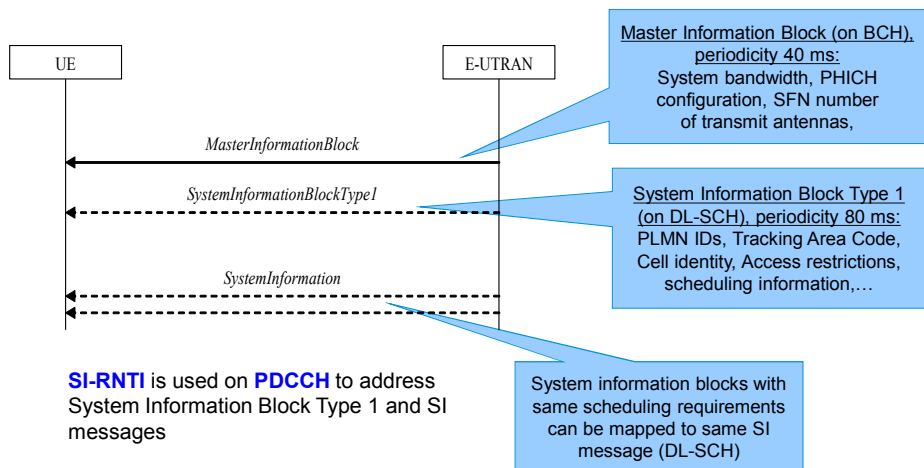 Master Information Block (on BCH),
periodicity 40 ms:
System bandwidth, PHICH
configuration, SFN number
of transmit antennas,
UE
E-UTRAN
MasterInformationBlock
SystemInformationBlockType1
System Information Block Type 1
(on DL-SCH), periodicity 80 ms:
PLMN IDs, Tracking Area Code,
Cell identity, Access restrictions,
scheduling information,…
SystemInformation
SI-RNTI is used on PDCCH to address
System Information Block Type 1 and SI
messages
System information blocks with
same scheduling requirements
can be mapped to same SI
message (DL-SCH)